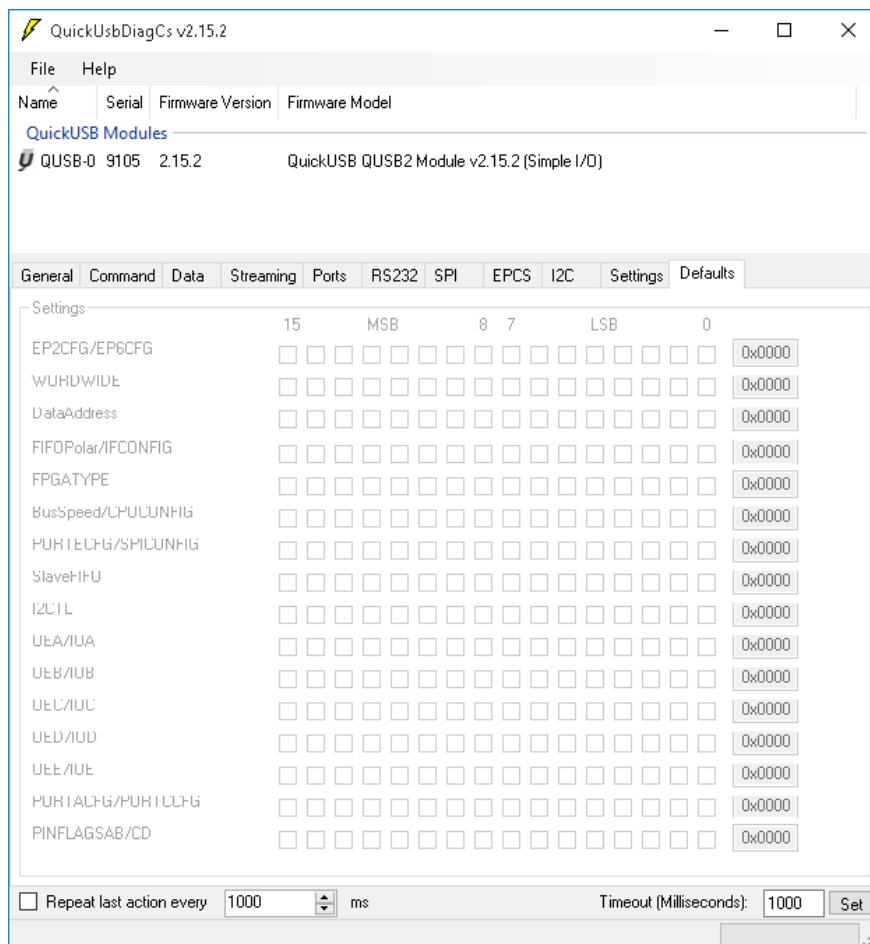 QuickUsbDiagCs v2.15.2
File Help
Name Serial Firmware Version Firmware Model
QuickUSB Modules
QUSB-0 9105 2.15.2 QuickUSB QUSB2 Module v2.15.2 (Simple I/O)
General Command Data Streaming Ports RS232 SPI EPCS I2C Settings Defaults
Settings
15 MSB 8 7 LSB 0
EP2CFG/EP6CFG 0x0000
WORDWIDE 0x0000
DataAddress 0x0000
FIFOPolar/IFCONFIG 0x0000
FPGATYPE 0x0000
BusSpeed/CPUCONFIG 0x0000
PORTECFG/SPICONFIG 0x0000
SlaveFIFO 0x0000
I2CTL 0x0000
OEA/IOA 0x0000
OEB/IOB 0x0000
OEC/IOC 0x0000
OED/IOD 0x0000
OEE/IOE 0x0000
PORTACFG/PORTCCFG 0x0000
PINFLAGSAB/CD 0x0000
Repeat last action every 1000 ms Timeout (Milliseconds): 1000 Set